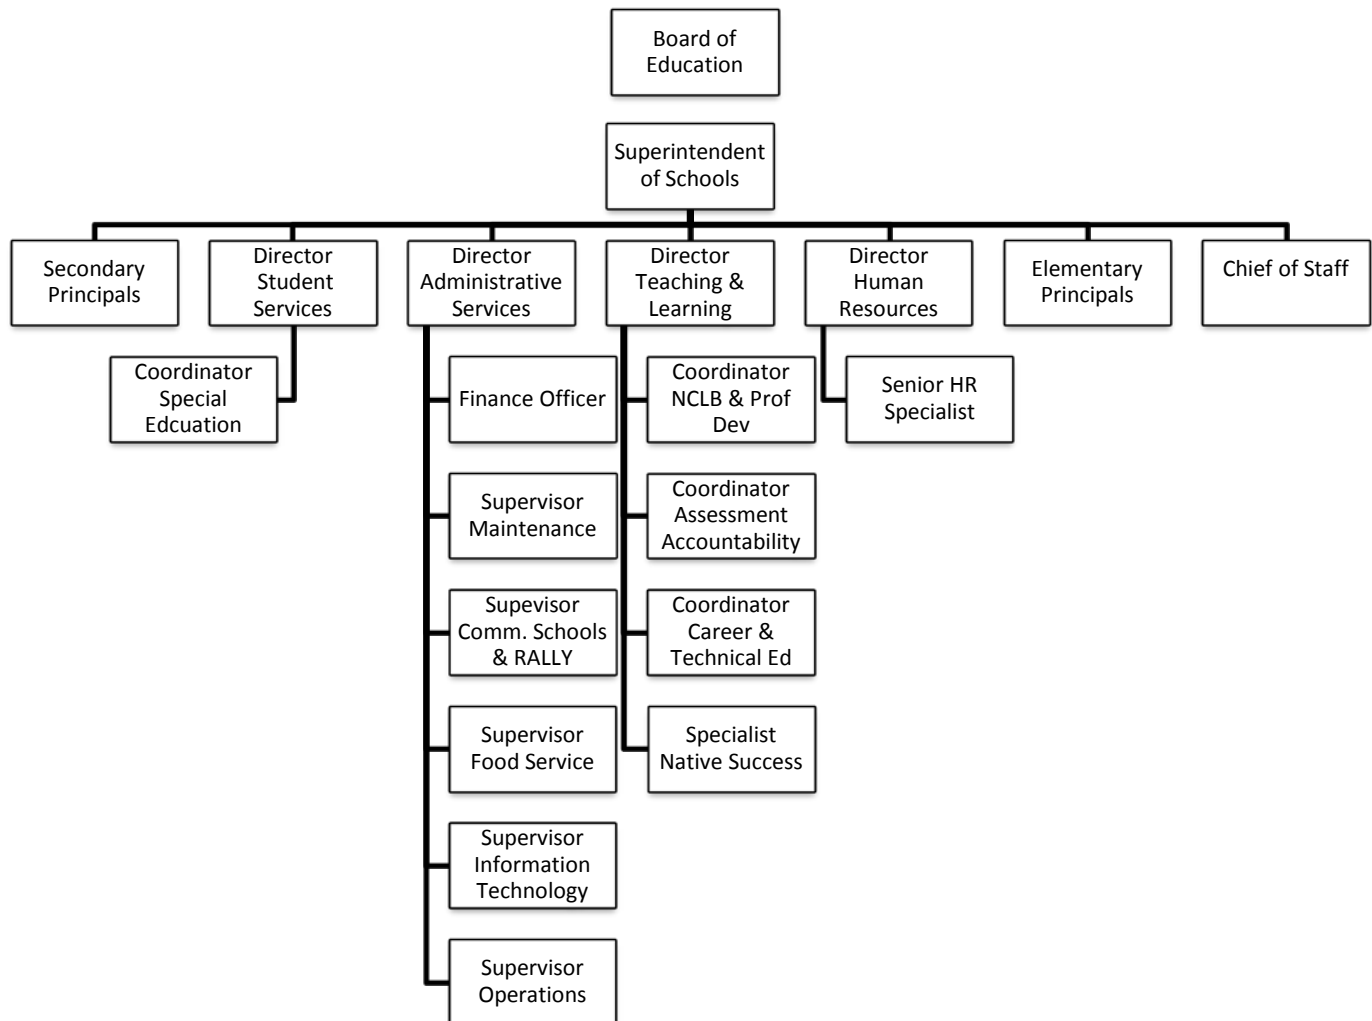 Board of
Education
Superintendent
of Schools
Secondary
Principals
Director
Student
Services
Director
Administrative
Services
Director
Teaching &
Learning
Director
Human
Resources
Elementary
Principals
Chief of Staff
Coordinator
Special
Edcuation
Finance Officer
Coordinator
NCLB & Prof
Dev
Senior HR
Specialist
Supervisor
Maintenance
Coordinator
Assessment
Accountability
Supevisor
Comm. Schools
& RALLY
Coordinator
Career &
Technical Ed
Supervisor
Food Service
Specialist
Native Success
Supervisor
Information
Technology
Supervisor
Operations